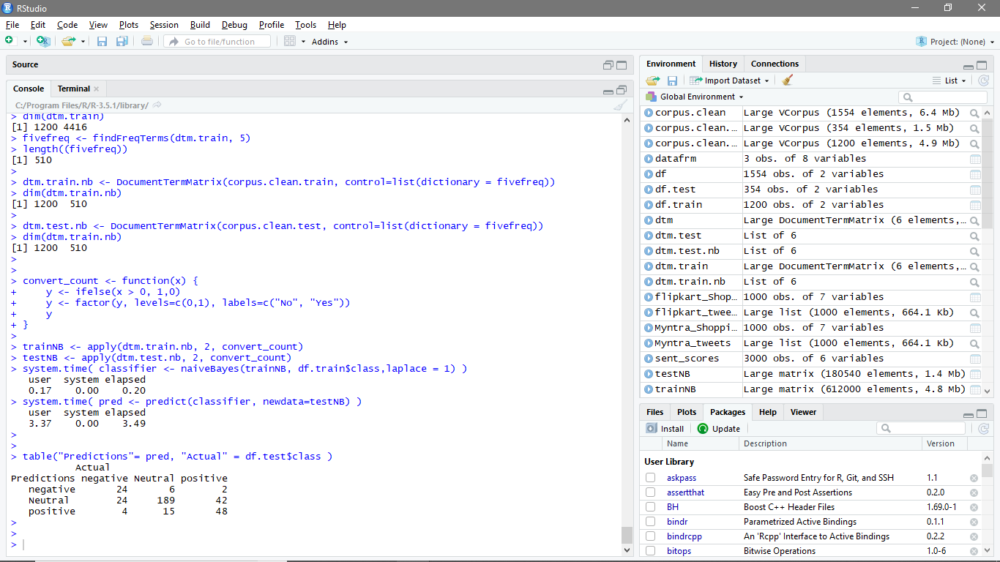 RStudio
File Edit Code View Plots Session Build Debug Profile Tools Help
Go to file/function Addins Project: (None)
Source
Console Terminal
C:/Program Files/R/R-3.5.1/library/
> dim(dtm.train)
[1] 1200 4416
> fivefreq <- findFreqTerms(dtm.train, 5)
> length((fivefreq))
[1] 510
>
> dtm.train.nb <- DocumentTermMatrix(corpus.clean.train, control=list(dictionary = fivefreq))
> dim(dtm.train.nb)
[1] 1200  510
>
> dtm.test.nb <- DocumentTermMatrix(corpus.clean.test, control=list(dictionary = fivefreq))
> dim(dtm.train.nb)
[1] 1200  510
>
>
> convert_count <- function(x) {
+     y <- ifelse(x > 0, 1,0)
+     y <- factor(y, levels=c(0,1), labels=c("No", "Yes"))
+     y
+ }
>
> trainNB <- apply(dtm.train.nb, 2, convert_count)
> testNB <- apply(dtm.test.nb, 2, convert_count)
> system.time( classifier <- naiveBayes(trainNB, df.train$class,laplace = 1) )
   user  system elapsed
   0.17    0.00    0.20
> system.time( pred <- predict(classifier, newdata=testNB) )
   user  system elapsed
   3.37    0.00    3.49
>
>
> table("Predictions"= pred, "Actual" = df.test$class )
           Actual
Predictions negative Neutral positive
   negative       24       6        2
   Neutral        24     189       42
   positive        4      15       48
>
>
>
Environment History Connections
Import Dataset List
Global Environment
corpus.clean Large VCorpus (1554 elements, 6.4 Mb)
corpus.clean.... Large VCorpus (354 elements, 1.5 Mb)
corpus.clean.... Large VCorpus (1200 elements, 4.9 Mb)
datafrm 3 obs. of 8 variables
df 1554 obs. of 2 variables
df.test 354 obs. of 2 variables
df.train 1200 obs. of 2 variables
dtm Large DocumentTermMatrix (6 elements,...
dtm.test List of 6
dtm.test.nb List of 6
dtm.train Large DocumentTermMatrix (6 elements,...
dtm.train.nb List of 6
flipkart_Shop... 1000 obs. of 7 variables
flipkart_twee... Large list (1000 elements, 664.1 Kb)
Myntra_Shoppi... 1000 obs. of 7 variables
Myntra_tweets Large list (1000 elements, 664.1 Kb)
sent_scores 3000 obs. of 6 variables
testNB Large matrix (180540 elements, 1.4 Mb)
trainNB Large matrix (612000 elements, 4.8 Mb)
Files Plots Packages Help Viewer
Install Update
Name Description Version
User Library
askpass Safe Password Entry for R, Git, and SSH 1.1
assertthat Easy Pre and Post Assertions 0.2.0
BH Boost C++ Header Files 1.69.0-1
bindr Parametrized Active Bindings 0.1.1
bindrcpp An 'Rcpp' Interface to Active Bindings 0.2.2
bitops Bitwise Operations 1.0-6